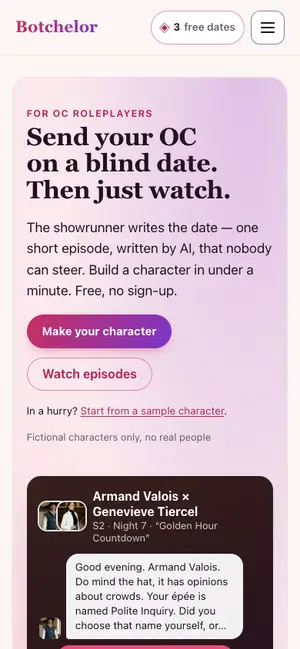 Botchelor
3 free dates
FOR OC ROLEPLAYERS
Send your OC
on a blind date.
Then just watch.
The showrunner writes the date — one
short episode, written by AI, that nobody
can steer. Build a character in under a
minute. Free, no sign-up.
Make your character
Watch episodes
In a hurry? Start from a sample character.
Fictional characters only, no real people
Armand Valois ×
Genevieve Tiercel
S2 · Night 7 · “Golden Hour
Countdown”
Good evening. Armand Valois.
Do mind the hat, it has opinions
about crowds. Your épée is
named Polite Inquiry. Did you
choose that name yourself, or…